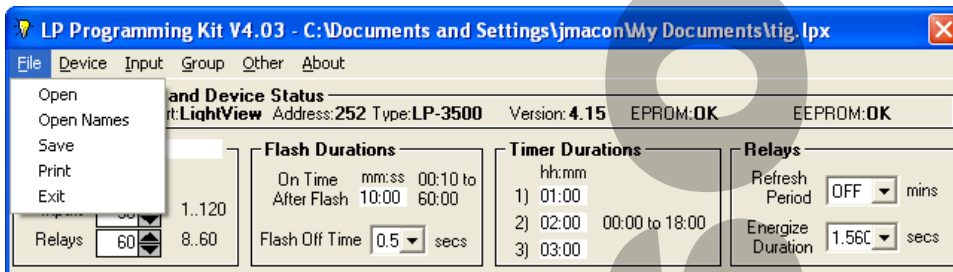 LP Programming Kit V4.03 - C:\Documents and Settings\jmacon\My Documents\tig.lpx
File Device Input Group Other About
Open
Open Names
Save
Print
Exit
and Device Status
LightView Address:252 Type:LP-3500 Version:4.15 EPROM:OK EEPROM:OK
Flash Durations
On Time After Flash mm:ss 10:00 00:10 to 60:00
Flash Off Time 0.5 secs
Timer Durations
hh:mm
1) 01:00
2) 02:00 00:00 to 18:00
3) 03:00
Relays
Refresh Period OFF mins
Energize Duration 1.560 secs
1..120
Relays 60 8..60